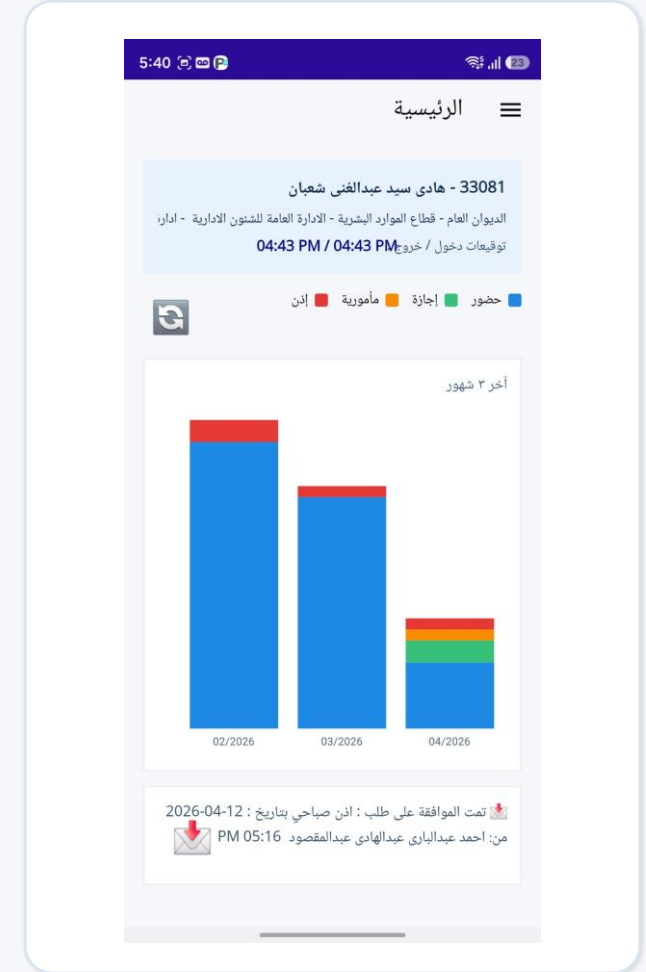 5:40
23
الرئيسية
33081 - هادى سيد عبدالغنى شعبان
الديوان العام - قطاع الموارد البشرية - الادارة العامة للشئون الادارية - ادار
توقيعات دخول / خروج 04:43 PM / 04:43 PM
حضور إجازة مأمورية إذن
آخر ٣ شهور
02/2026 03/2026 04/2026
تمت الموافقة على طلب : اذن صباحي بتاريخ : 12-04-2026
من: احمد عبدالبارى عبدالهادى عبدالمقصود 05:16 PM